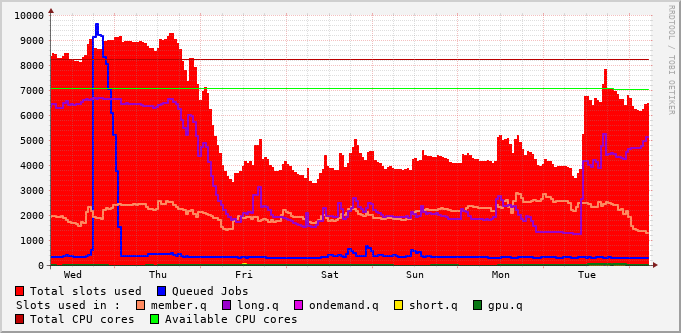 10000
9000
8000
7000
6000
5000
4000
3000
2000
1000
0
Wed Thu Fri Sat Sun Mon Tue
RRDTOOL / TOBI OETIKER
Total slots used Queued Jobs
Slots used in : member.q long.q ondemand.q short.q gpu.q
Total CPU cores Available CPU cores